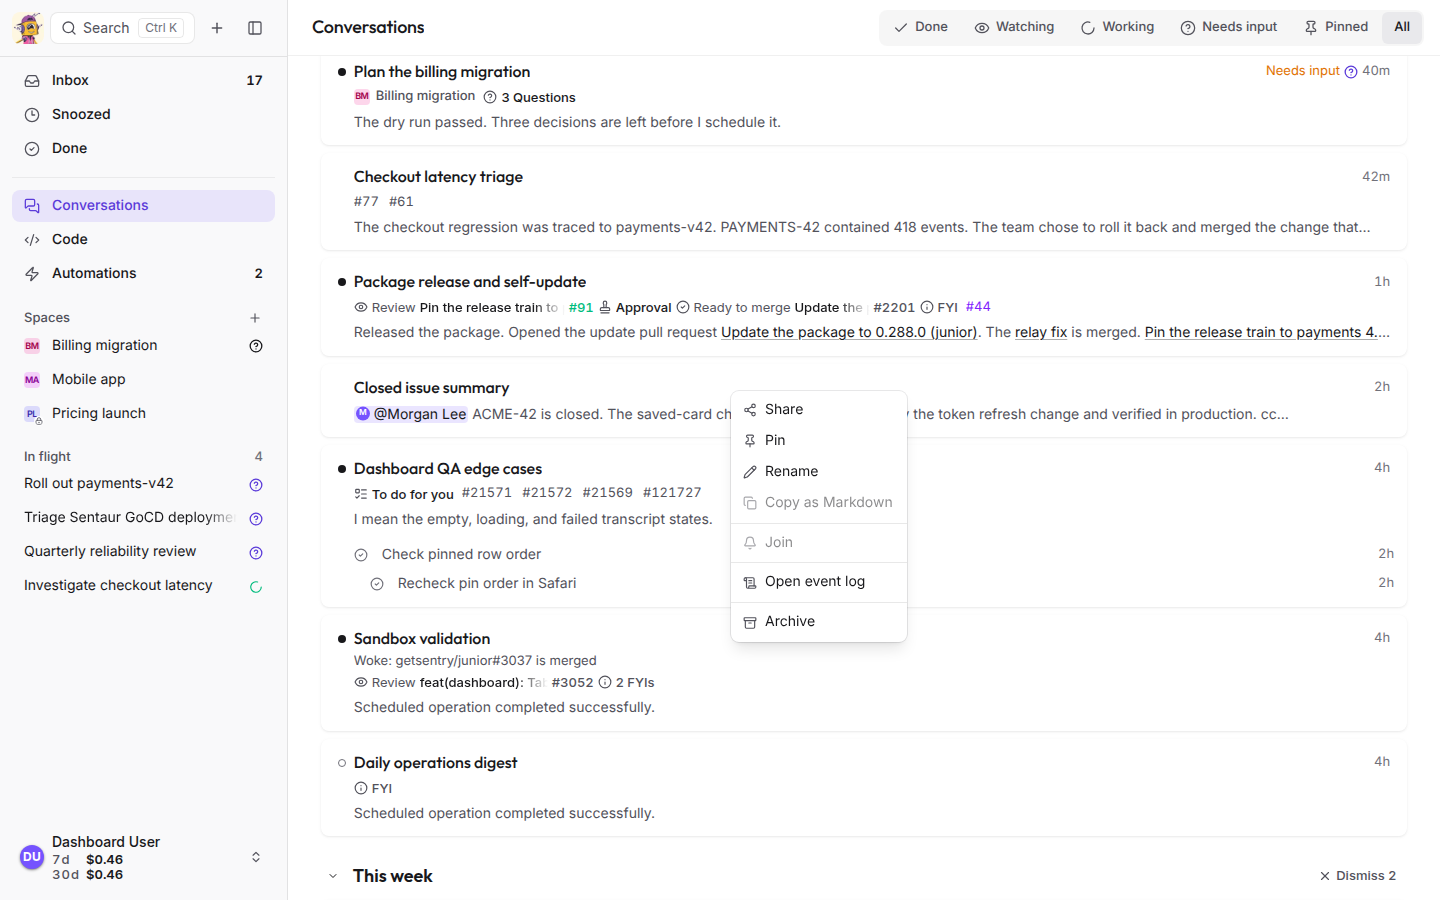 Search Ctrl K
Inbox 17
Snoozed
Done
Conversations
Code
Automations 2
Spaces
BM Billing migration
MA Mobile app
PL Pricing launch
In flight 4
Roll out payments-v42
Triage Sentaur GoCD deployme
Quarterly reliability review
Investigate checkout latency
DU Dashboard User
7d $0.46
30d $0.46
Conversations
Done Watching Working Needs input Pinned All
Plan the billing migration Needs input 40m
BM Billing migration 3 Questions
The dry run passed. Three decisions are left before I schedule it.
Checkout latency triage 42m
#77 #61
The checkout regression was traced to payments-v42. PAYMENTS-42 contained 418 events. The team chose to roll it back and merged the change that...
Package release and self-update 1h
Review Pin the release train to #91 Approval Ready to merge Update the #2201 FYI #44
Released the package. Opened the update pull request Update the package to 0.288.0 (junior). The relay fix is merged. Pin the release train to payments 4....
Closed issue summary 2h
M @Morgan Lee ACME-42 is closed. The saved-card ch the token refresh change and verified in production. cc...
Share
Pin
Rename
Copy as Markdown
Join
Open event log
Archive
Dashboard QA edge cases 4h
To do for you #21571 #21572 #21569 #121727
I mean the empty, loading, and failed transcript states.
Check pinned row order 2h
Recheck pin order in Safari 2h
Sandbox validation 4h
Woke: getsentry/junior#3037 is merged
Review feat(dashboard): Tal #3052 2 FYIs
Scheduled operation completed successfully.
Daily operations digest 4h
FYI
Scheduled operation completed successfully.
This week Dismiss 2